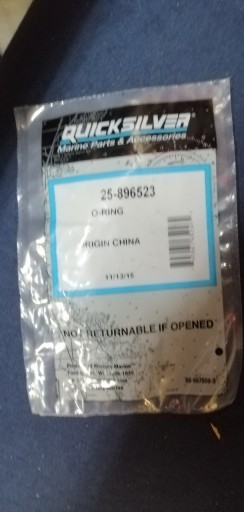 QUICKSILVER
Marine Parts & Accessories
25-896523
O-RING
ORIGIN CHINA
11/13/15
NOT RETURNABLE IF OPENED